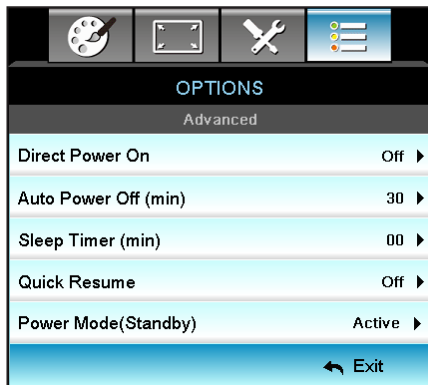 OPTIONS
Advanced
Direct Power On Off
Auto Power Off (min) 30
Sleep Timer (min) 00
Quick Resume Off
Power Mode(Standby) Active
Exit